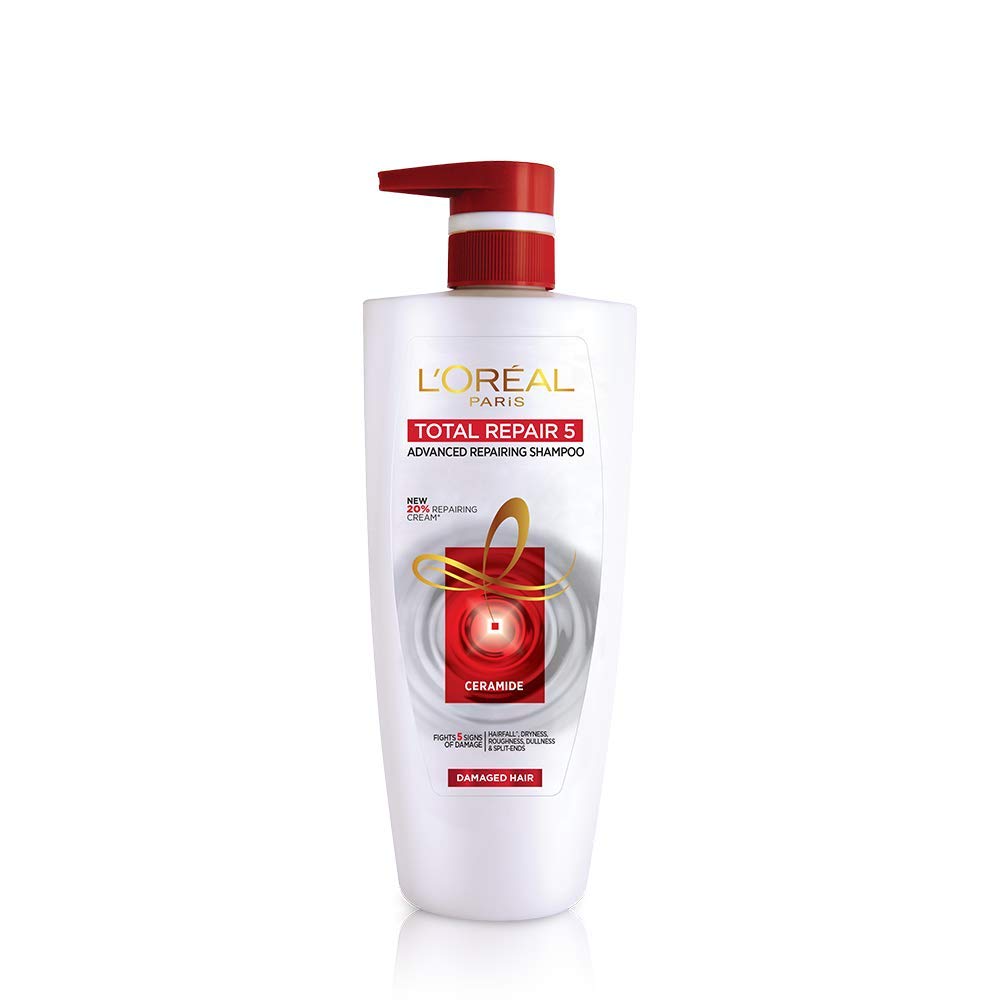 L'ORÉAL
PARiS
TOTAL REPAIR 5
ADVANCED REPAIRING SHAMPOO
NEW
20% REPAIRING
CREAM*
CERAMIDE
FIGHTS 5 SIGNS
OF DAMAGE
HAIRFALL^, DRYNESS,
ROUGHNESS, DULLNESS
& SPLIT-ENDS
DAMAGED HAIR